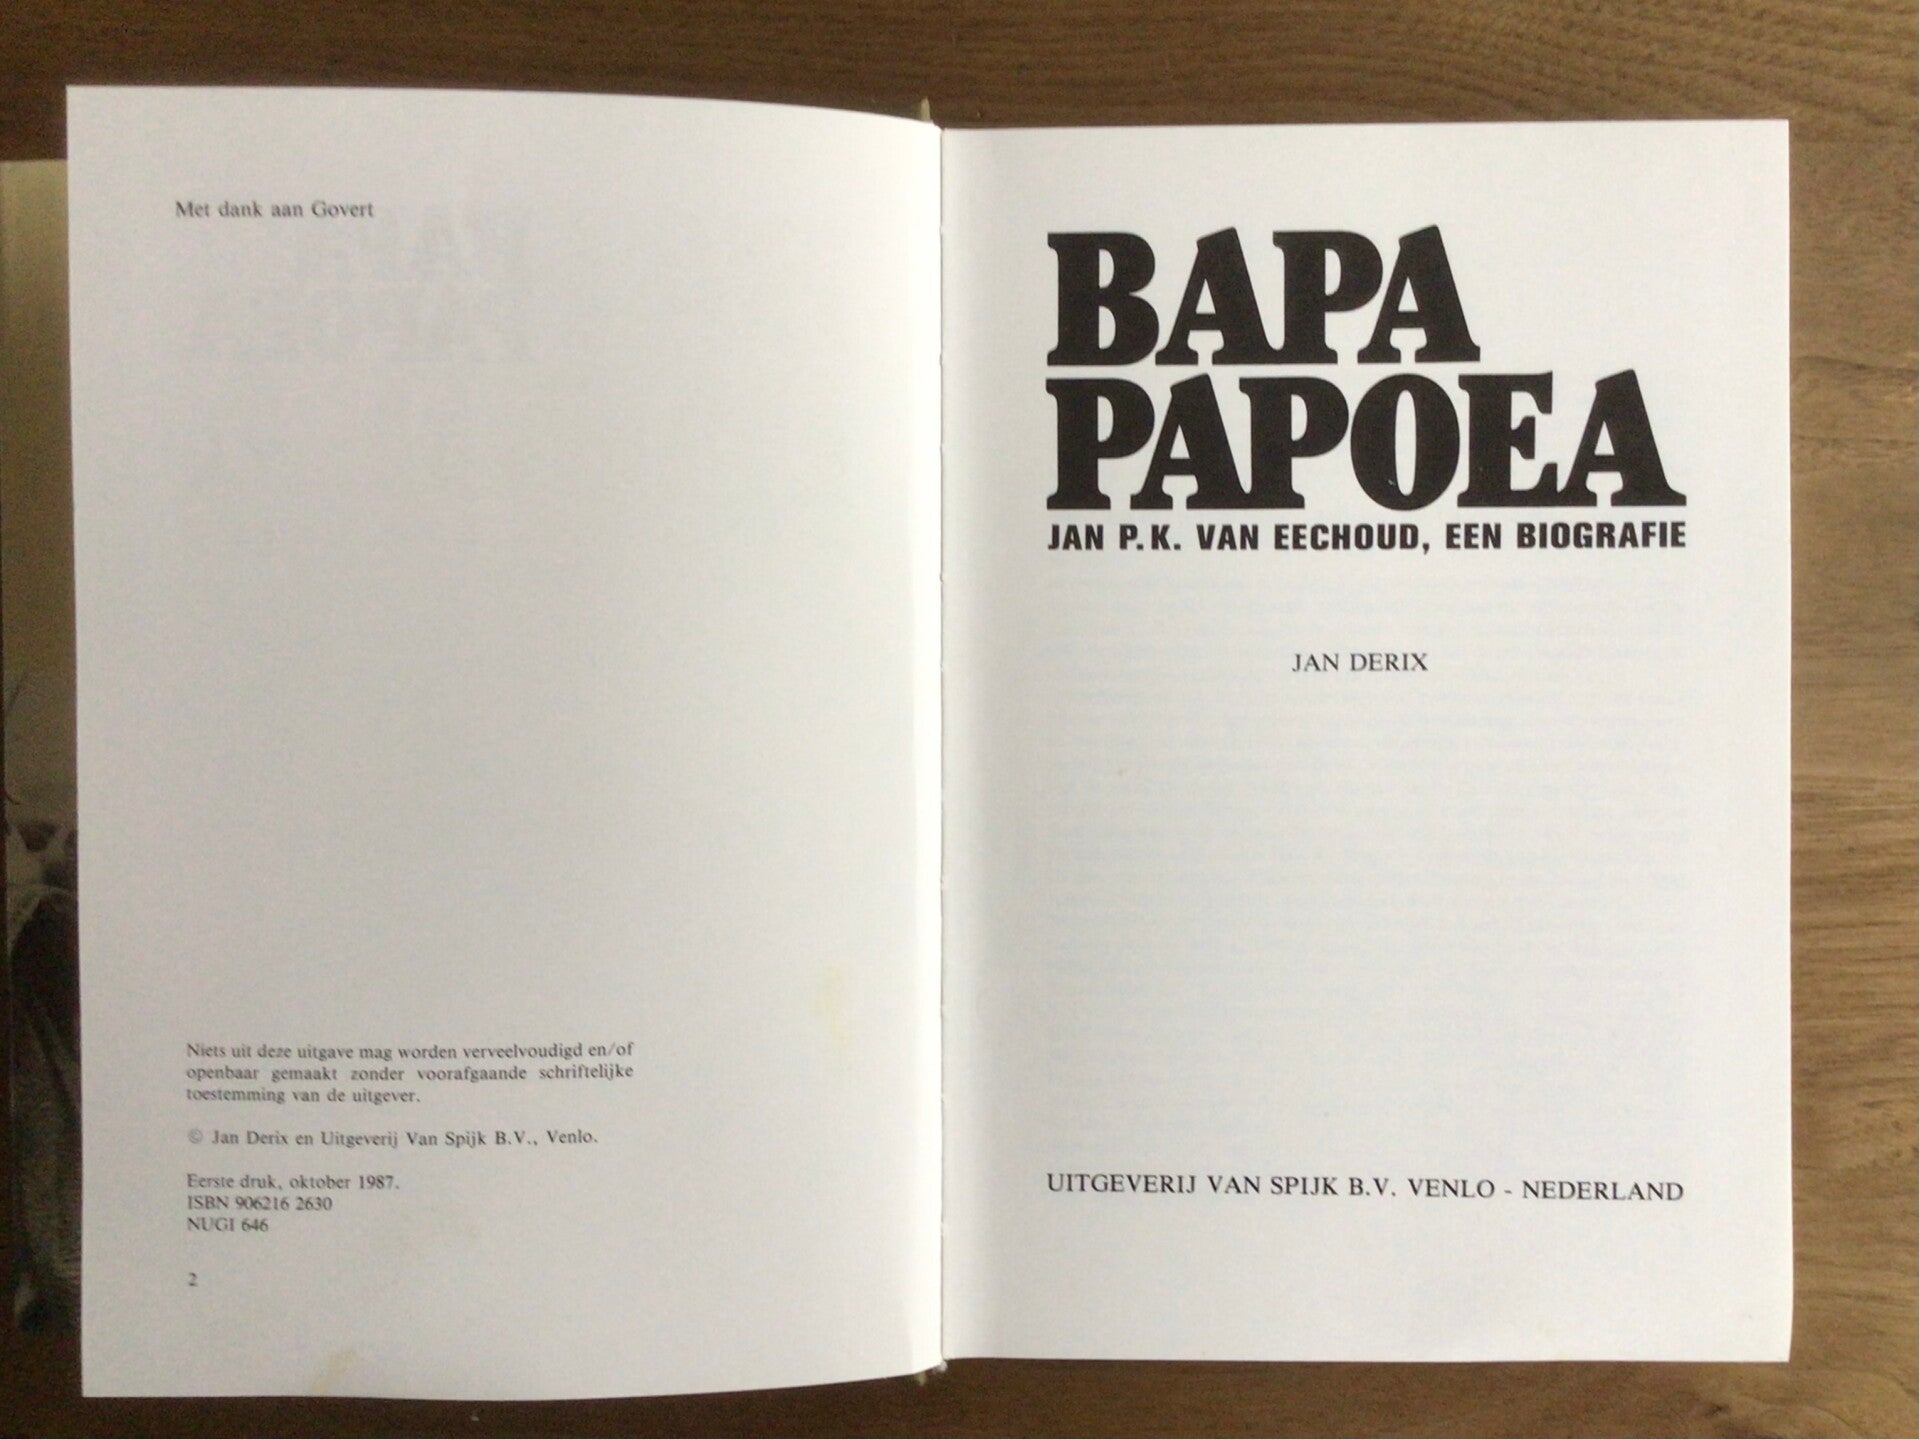 Met dank aan Govert
Niets uit deze uitgave mag worden verveelvoudigd en/of
openbaar gemaakt zonder voorafgaande schriftelijke
toestemming van de uitgever.
© Jan Derix en Uitgeverij Van Spijk B.V., Venlo.
Eerste druk, oktober 1987.
ISBN 906216 2630
NUGI 646
2
BAPA
PAPOEA
JAN P.K. VAN EECHOUD, EEN BIOGRAFIE
JAN DERIX
UITGEVERIJ VAN SPIJK B.V. VENLO - NEDERLAND